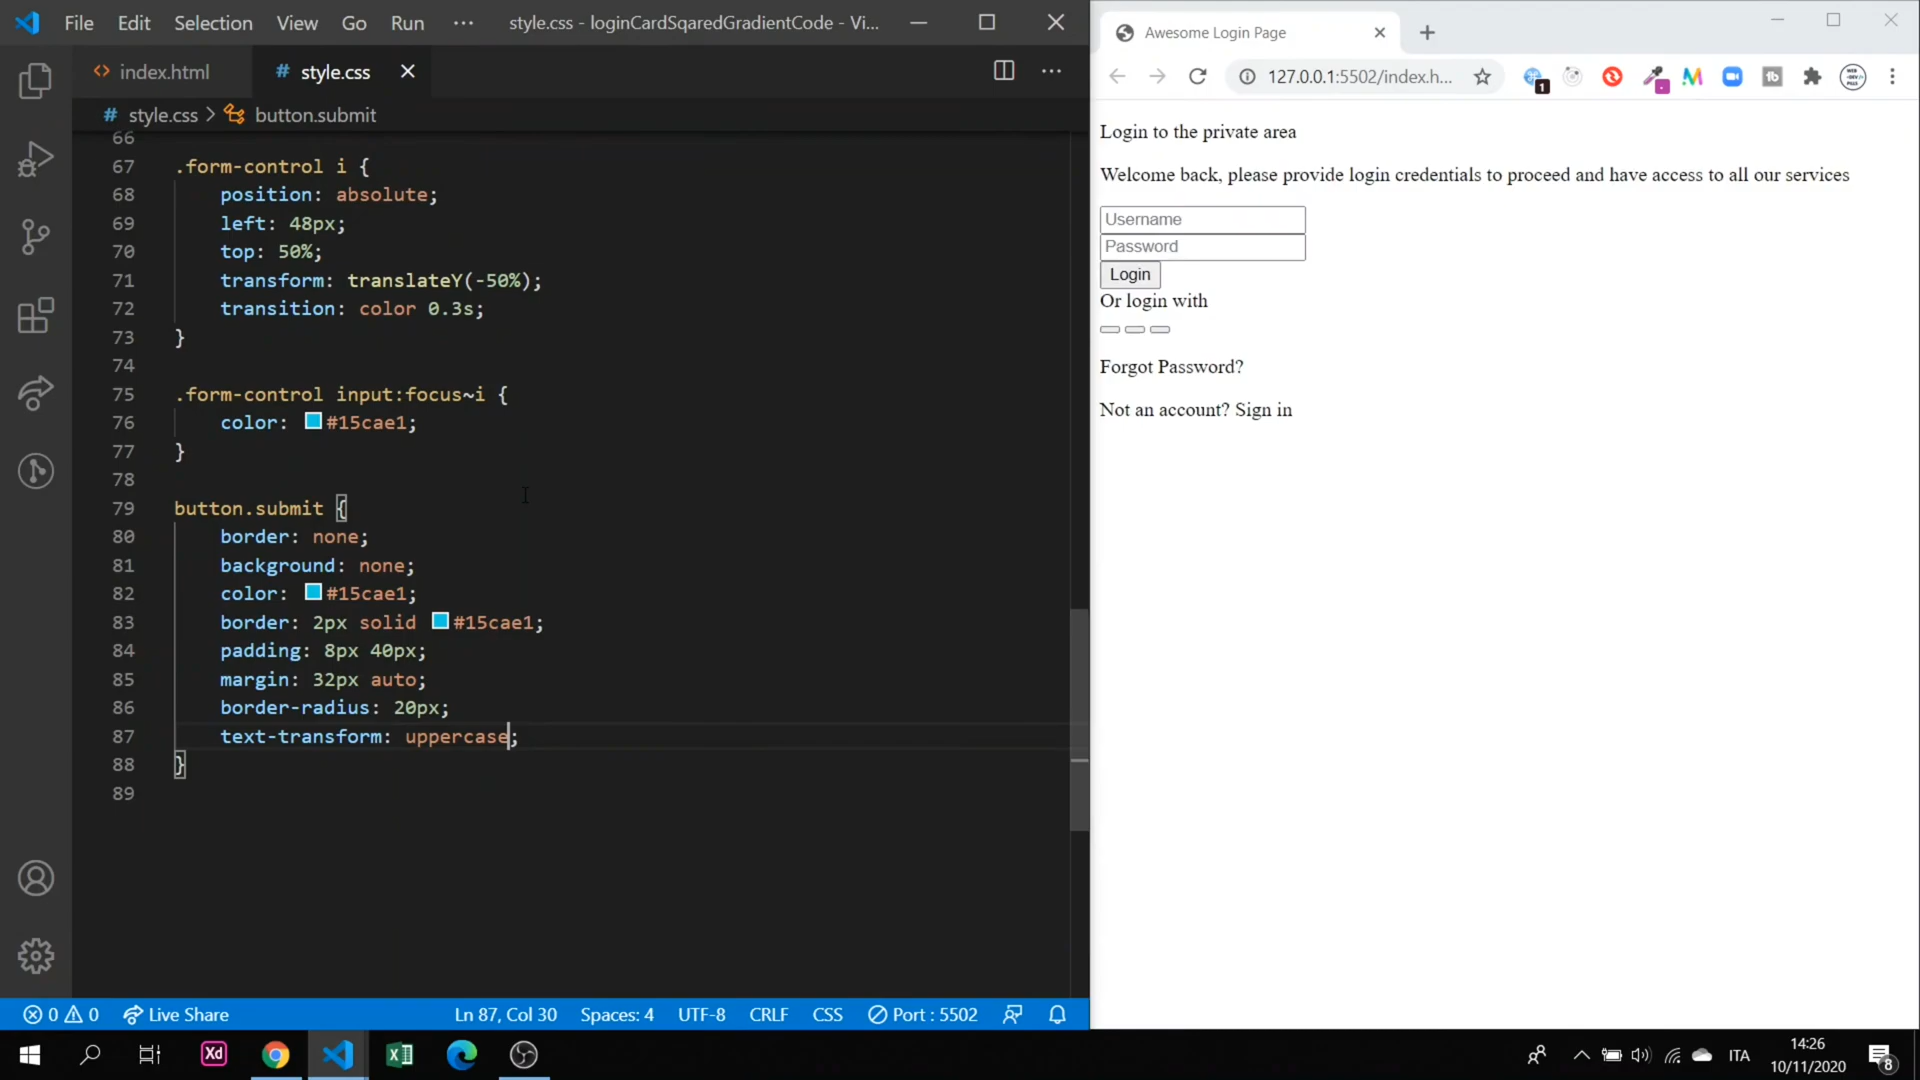 File Edit Selection View Go Run ··· style.css - loginCardSqaredGradientCode - Vi...
index.html
# style.css
# style.css > button.submit
66
67 .form-control i {
68 position: absolute;
69 left: 48px;
70 top: 50%;
71 transform: translateY(-50%);
72 transition: color 0.3s;
73 }
74
75 .form-control input:focus~i {
76 color: #15cae1;
77 }
78
79 button.submit {
80 border: none;
81 background: none;
82 color: #15cae1;
83 border: 2px solid #15cae1;
84 padding: 8px 40px;
85 margin: 32px auto;
86 border-radius: 20px;
87 text-transform: uppercase;
88 }
89
0 0 Live Share Ln 87, Col 30 Spaces: 4 UTF-8 CRLF CSS Port : 5502
Awesome Login Page
127.0.0.1:5502/index.h...
1
Login to the private area
Welcome back, please provide login credentials to proceed and have access to all our services
Username
Password
Login
Or login with
Forgot Password?
Not an account? Sign in
Xd
ITA
14:26
10/11/2020
8